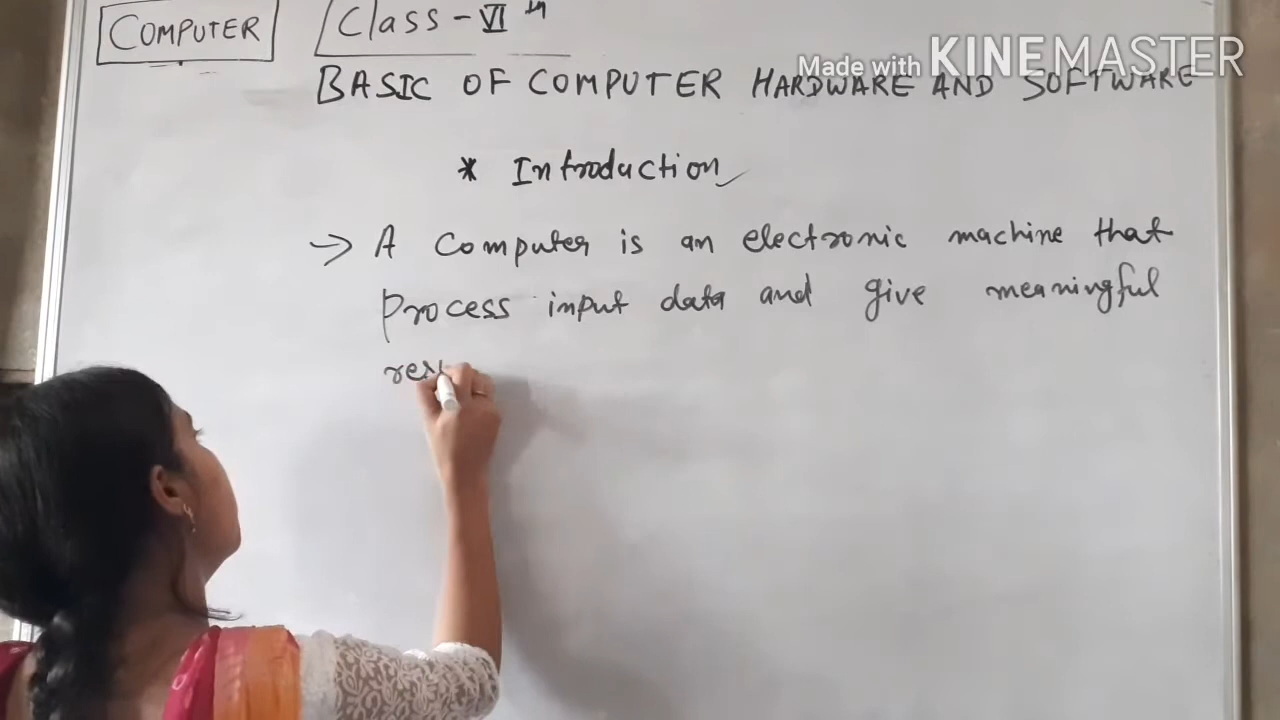 COMPUTER Class - VI th
Made with KINEMASTER
BASIC OF COMPUTER HARDWARE AND SOFTWARE
* Introduction
→ A Computer is an electronic machine that
Process input data and give meaningful